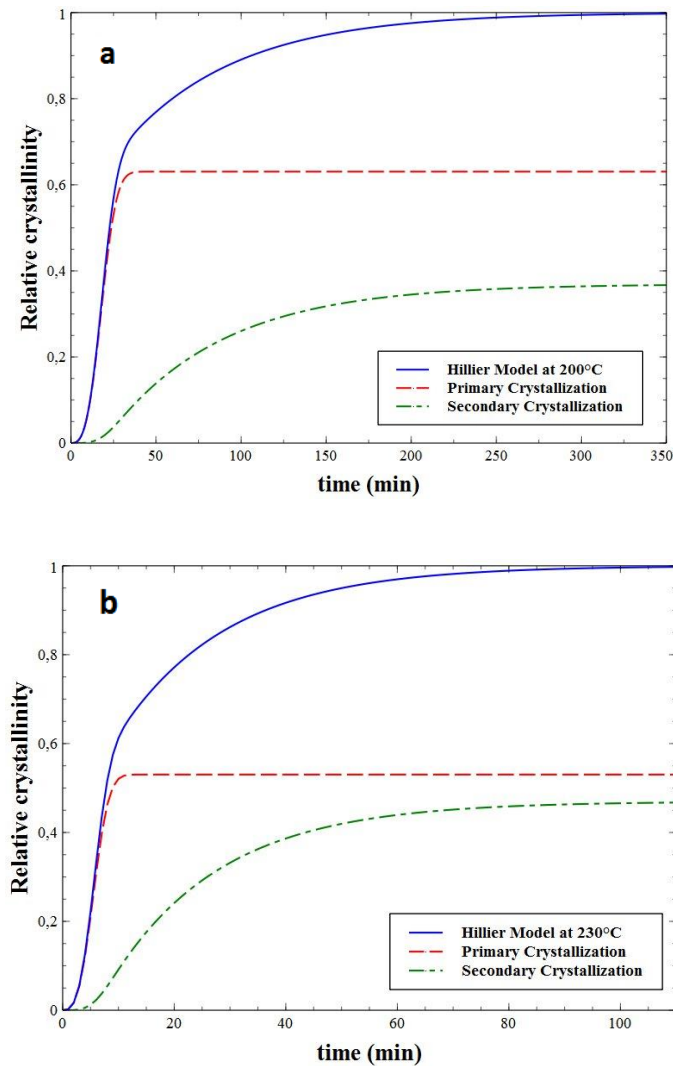 a
1
0,8
0,6
0,4
0,2
0
Relative crystallinity
Hillier Model at 200°C
Primary Crystallization
Secondary Crystallization
0 50 100 150 200 250 300 350
time (min)
b
1
0,8
0,6
0,4
0,2
0
Relative crystallinity
Hillier Model at 230°C
Primary Crystallization
Secondary Crystallization
0 20 40 60 80 100
time (min)